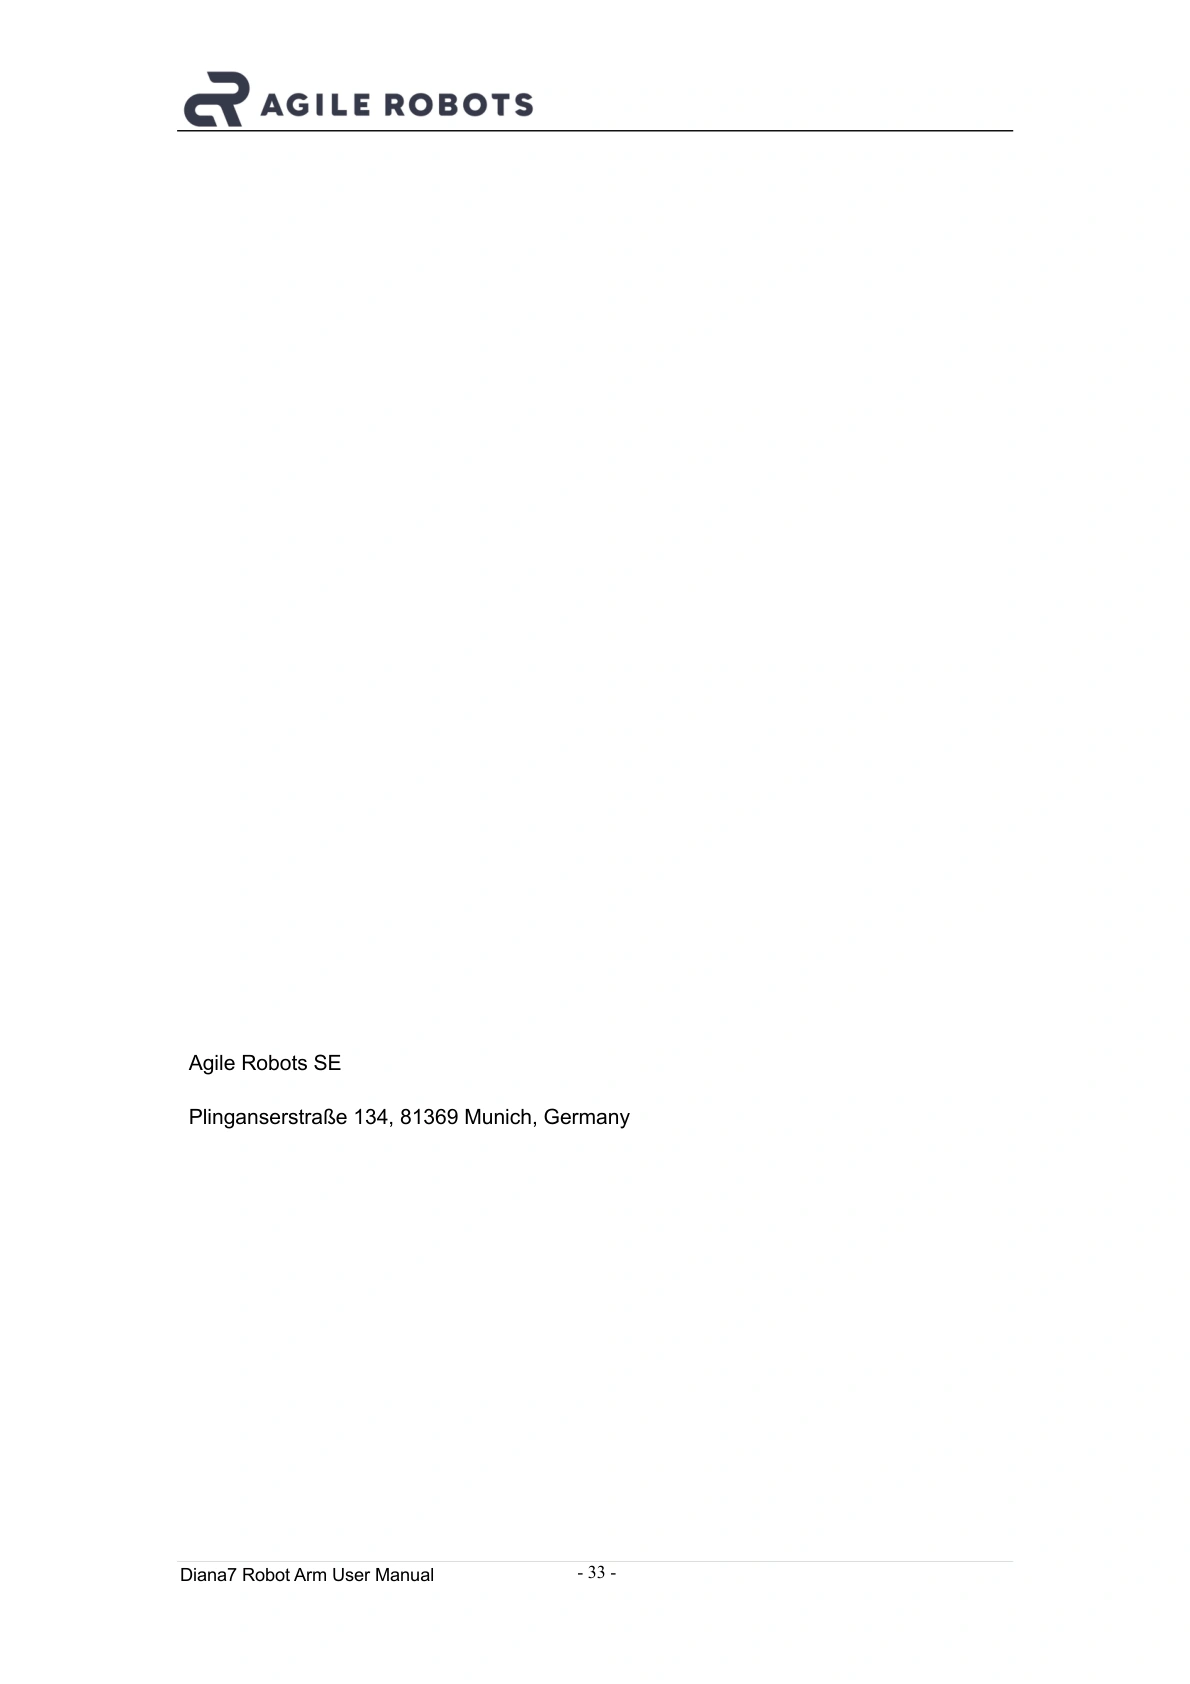 AGILE ROBOTS
Agile Robots SE
Plinganserstraße 134, 81369 Munich, Germany
Diana7 Robot Arm User Manual
- 33 -